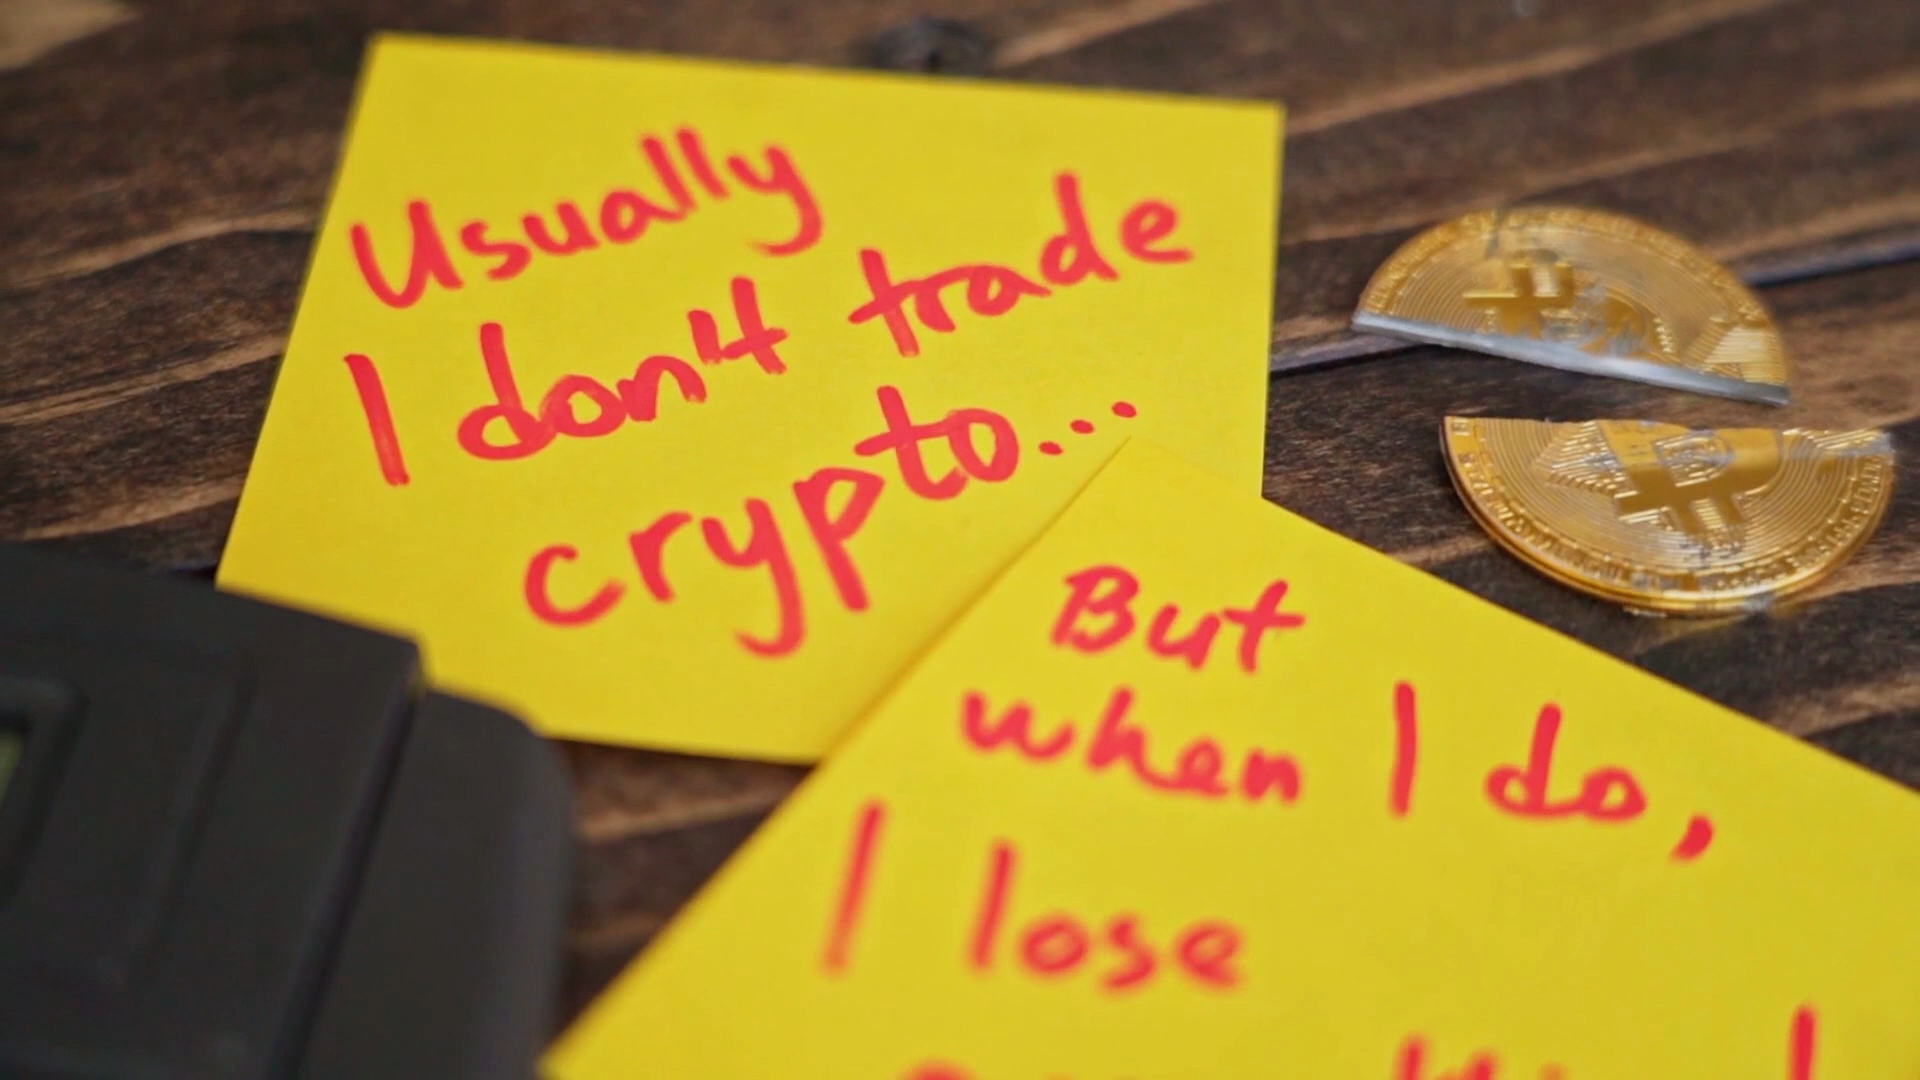 Usually
I don't trade
crypto...
But
when I do,
I lose